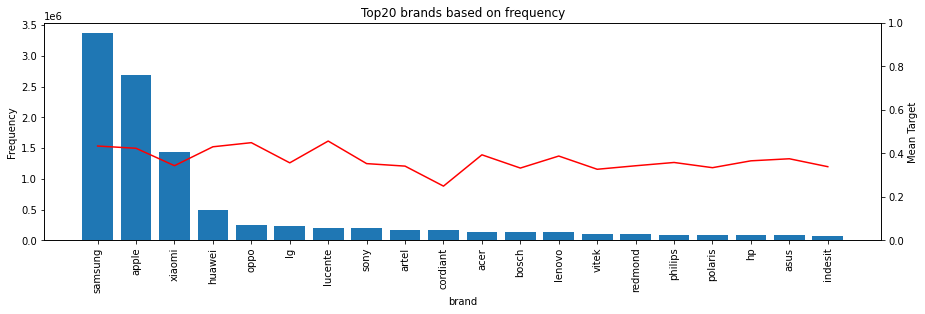 Top20 brands based on frequency
1e6
3.5
3.0
2.5
2.0
1.5
1.0
0.5
0.0
Frequency
1.0
0.8
0.6
0.4
0.2
0.0
Mean Target
samsung
apple
xiaomi
huawei
oppo
lg
lucente
sony
artel
cordiant
acer
bosch
lenovo
vitek
redmond
philips
polaris
hp
asus
indesit
brand